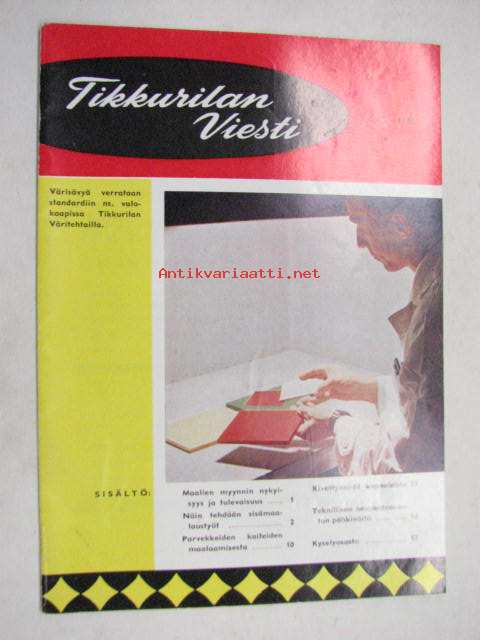 Tikkurilan
Viesti
Värisävyä verrataan
standardiin ns. valo-
kaapissa Tikkurilan
Väritehtailla.
Antikvariaatti.net
SISÄLTÖ:
Maalien myynnin nykyi-
syys ja tulevaisuus ...... 1
Näin tehdään sisämaa-
laustyöt ...... 2
Parvekkeiden kaiteiden
maalaamisesta ...... 10
Kyselyosasto